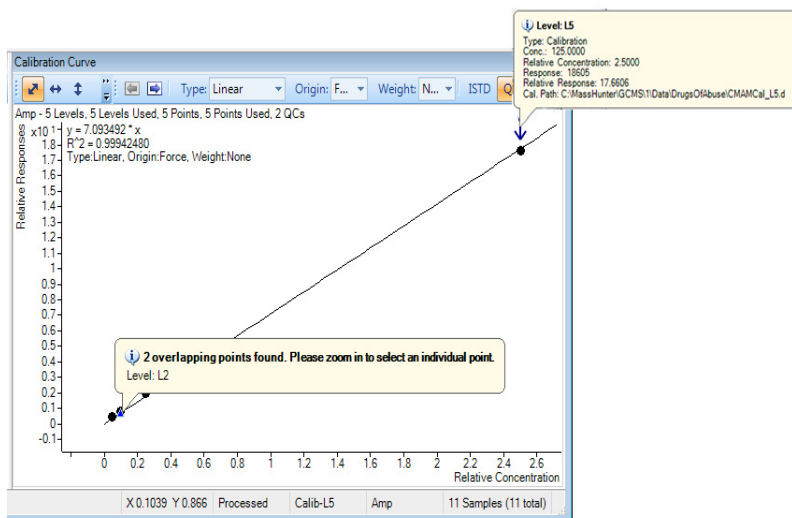 Level: L5
Type: Calibration
Conc.: 125.0000
Relative Concentration: 2.5000
Response: 18605
Relative Response: 17.6606
Cal. Path: C:\MassHunter\GCMS\1\Data\DrugsOfAbuse\CMAMCal_L5.d
Calibration Curve
Type: Linear Origin: F... Weight: N... ISTD Q
Amp - 5 Levels, 5 Levels Used, 5 Points, 5 Points Used, 2 QCs
Relative Responses
x10 1
y = 7.093492 * x
R^2 = 0.99942480
Type:Linear, Origin:Force, Weight:None
1.8
1.7
1.6
1.5
1.4
1.3
1.2
1.1
1
0.9
0.8
0.7
0.6
0.5
0.4
0.3
0.2
0.1
0
-0.1
2 overlapping points found. Please zoom in to select an individual point.
Level: L2
0 0.2 0.4 0.6 0.8 1 1.2 1.4 1.6 1.8 2 2.2 2.4 2.6
Relative Concentration
X 0.1039 Y 0.866 Processed Calib-L5 Amp 11 Samples (11 total)